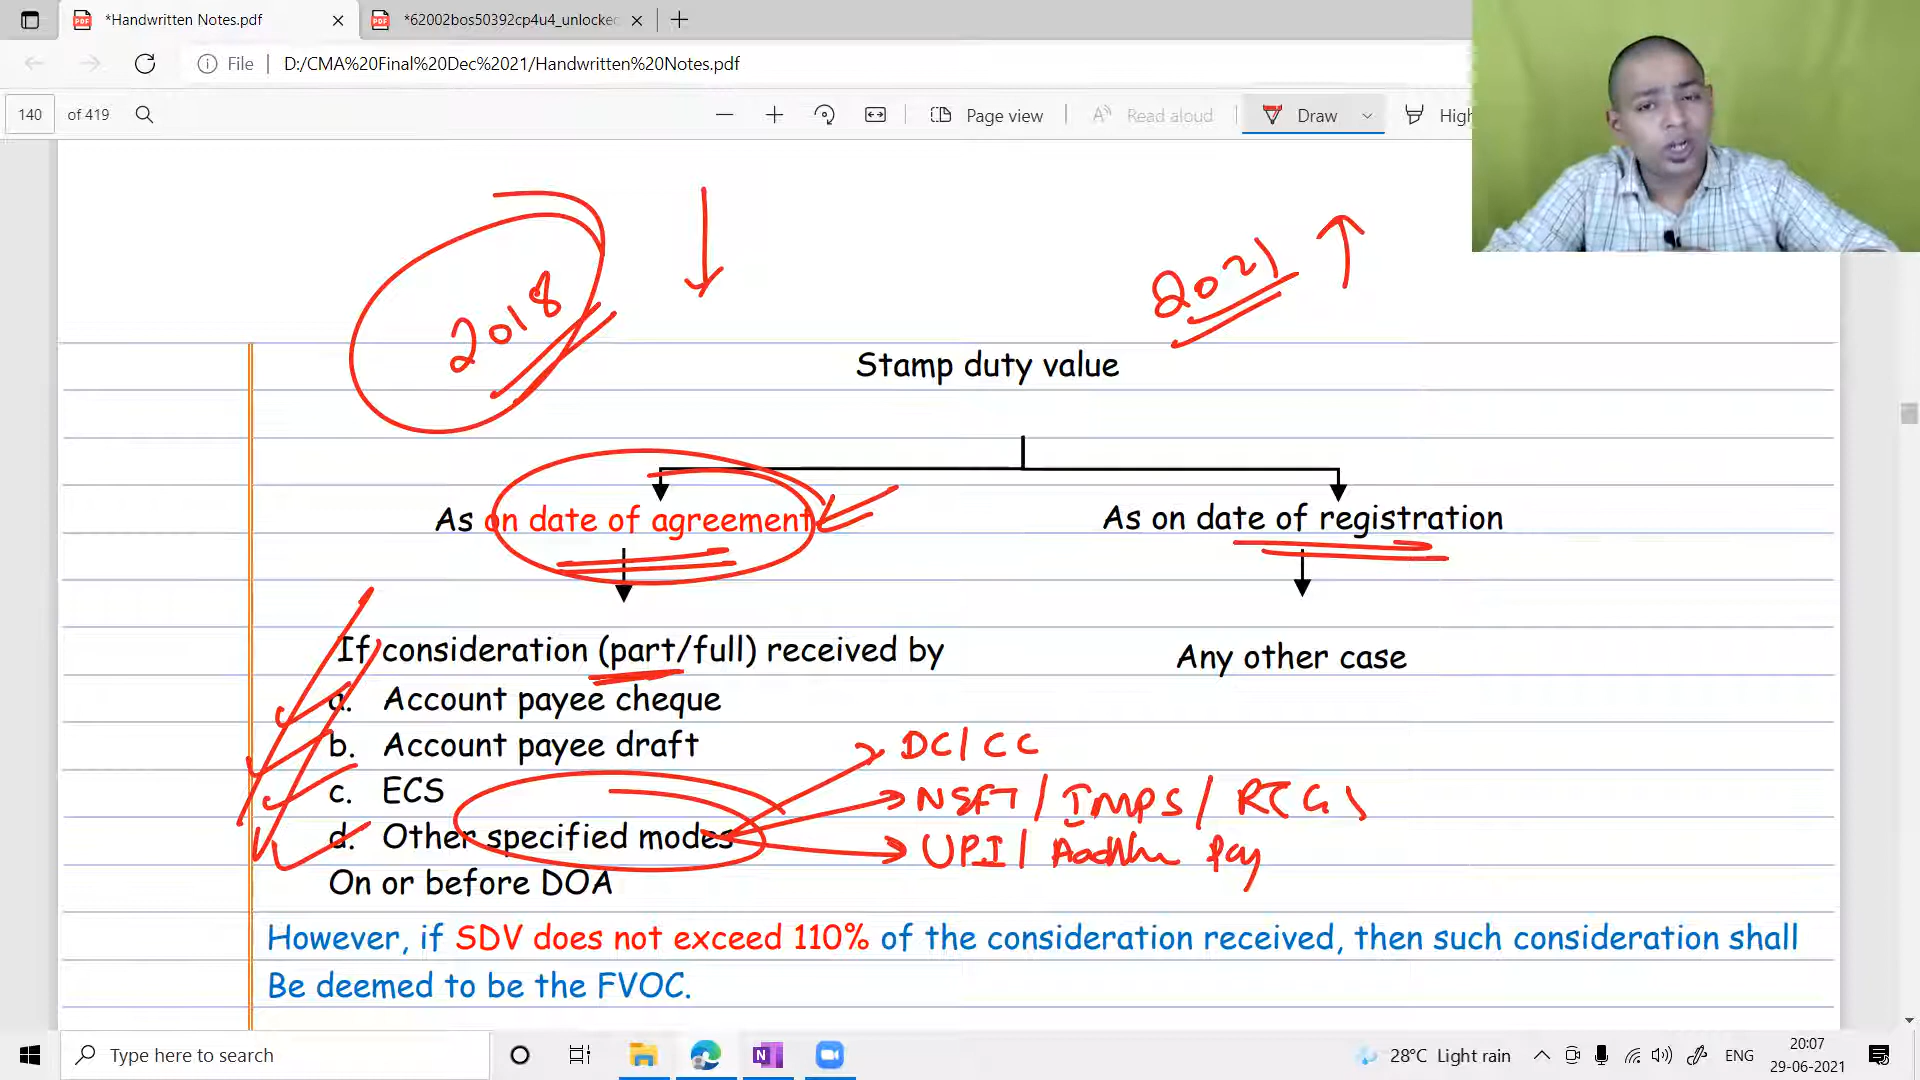 *Handwritten Notes.pdf
*62002bos50392cp4u4_unlocked
File
D:/CMA%20Final%20Dec%2021/Handwritten%20Notes.pdf
140 of 419
Page view
Read aloud
Draw
High
2018
2021
Stamp duty value
As on date of agreement
As on date of registration
If consideration (part/full) received by
Any other case
a. Account payee cheque
b. Account payee draft
DC/CC
c. ECS
NEFT / IMPS / RTGS
d. Other specified modes
UPI / Aadhar Pay
On or before DOA
However, if SDV does not exceed 110% of the consideration received, then such consideration shall
Be deemed to be the FVOC.
Type here to search
28°C Light rain
ENG
20:07
29-06-2021